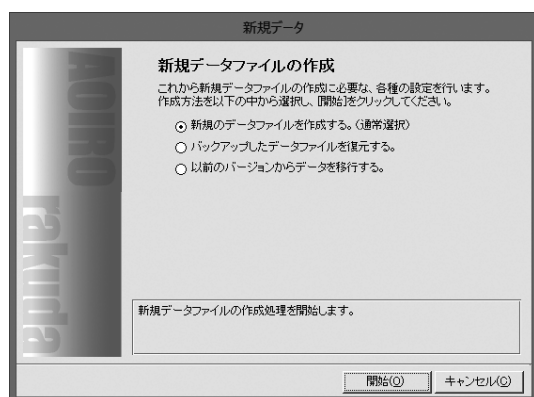 新規データ
AOIRO rakuda
新規データファイルの作成
これから新規データファイルの作成に必要な、各種の設定を行います。
作成方法を以下の中から選択し、[開始]をクリックしてください。
新規のデータファイルを作成する。（通常選択）
バックアップしたデータファイルを復元する。
以前のバージョンからデータを移行する。
新規データファイルの作成処理を開始します。
開始(O)
キャンセル(C)